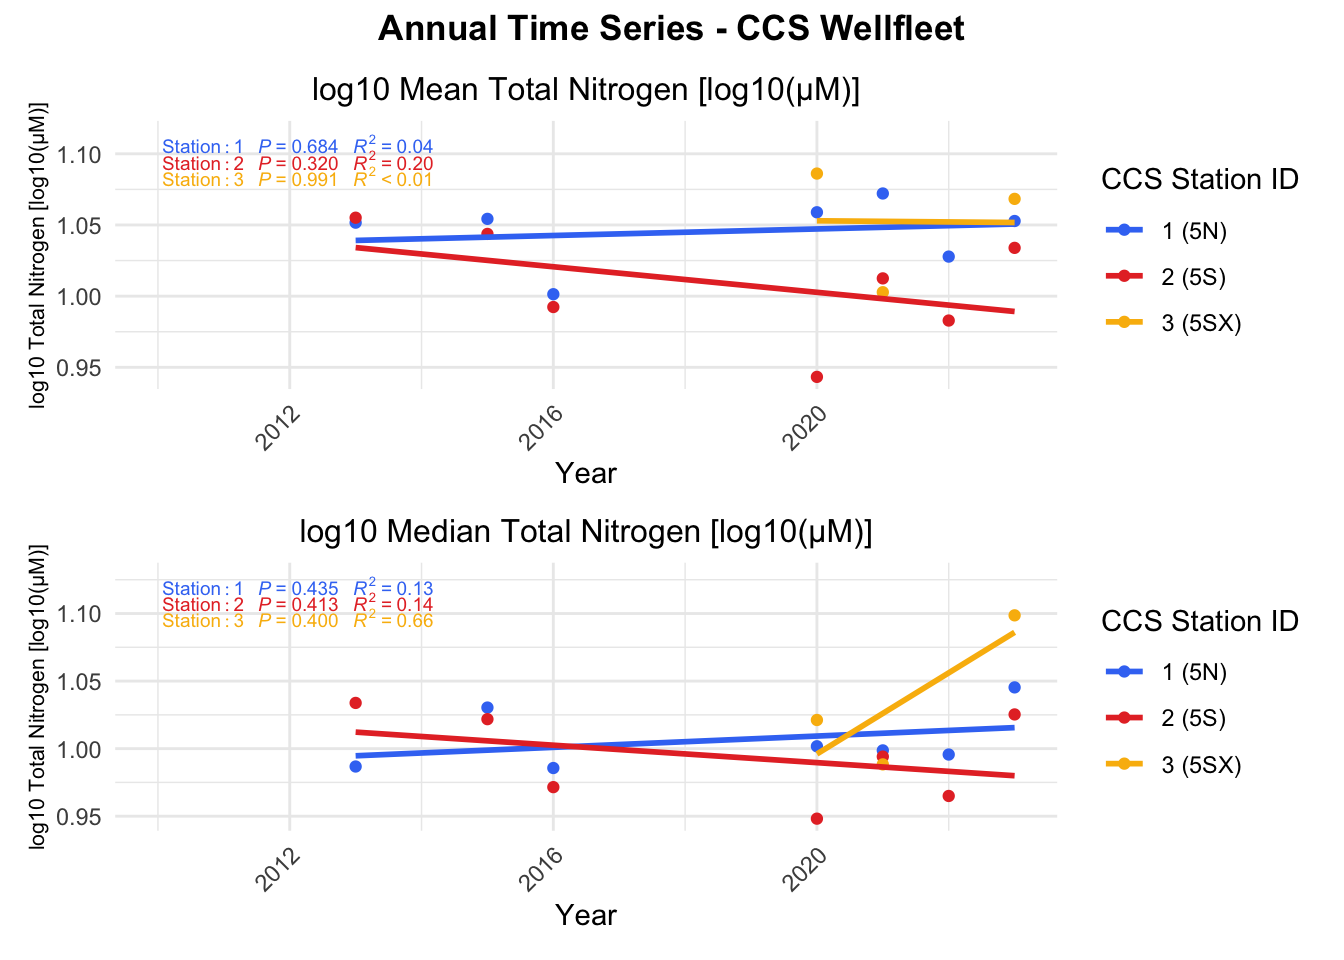 Annual Time Series - CCS Wellfleet
log10 Mean Total Nitrogen [log10(µM)]
log10 Total Nitrogen [log10(µM)]
1.10
1.05
1.00
0.95
Station : 1 P = 0.684 R² = 0.04
Station : 2 P = 0.320 R² = 0.20
Station : 3 P = 0.991 R² < 0.01
2012
2016
2020
Year
CCS Station ID
1 (5N)
2 (5S)
3 (5SX)
log10 Median Total Nitrogen [log10(µM)]
log10 Total Nitrogen [log10(µM)]
1.10
1.05
1.00
0.95
Station : 1 P = 0.435 R² = 0.13
Station : 2 P = 0.413 R² = 0.14
Station : 3 P = 0.400 R² = 0.66
2012
2016
2020
Year
CCS Station ID
1 (5N)
2 (5S)
3 (5SX)